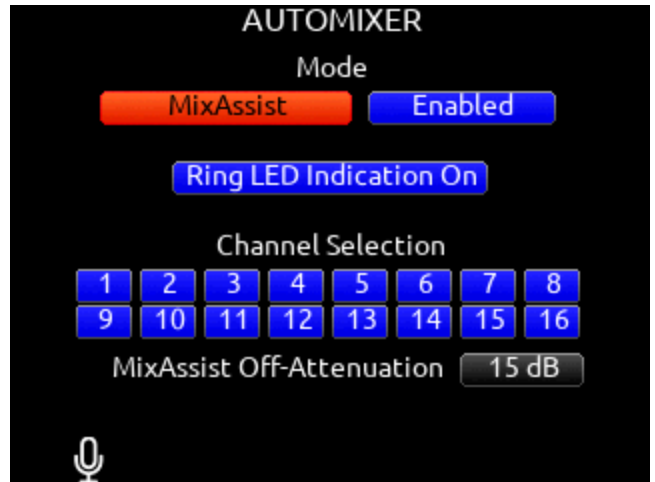 AUTOMIXER
Mode
MixAssist Enabled
Ring LED Indication On
Channel Selection
1 2 3 4 5 6 7 8
9 10 11 12 13 14 15 16
MixAssist Off-Attenuation 15 dB